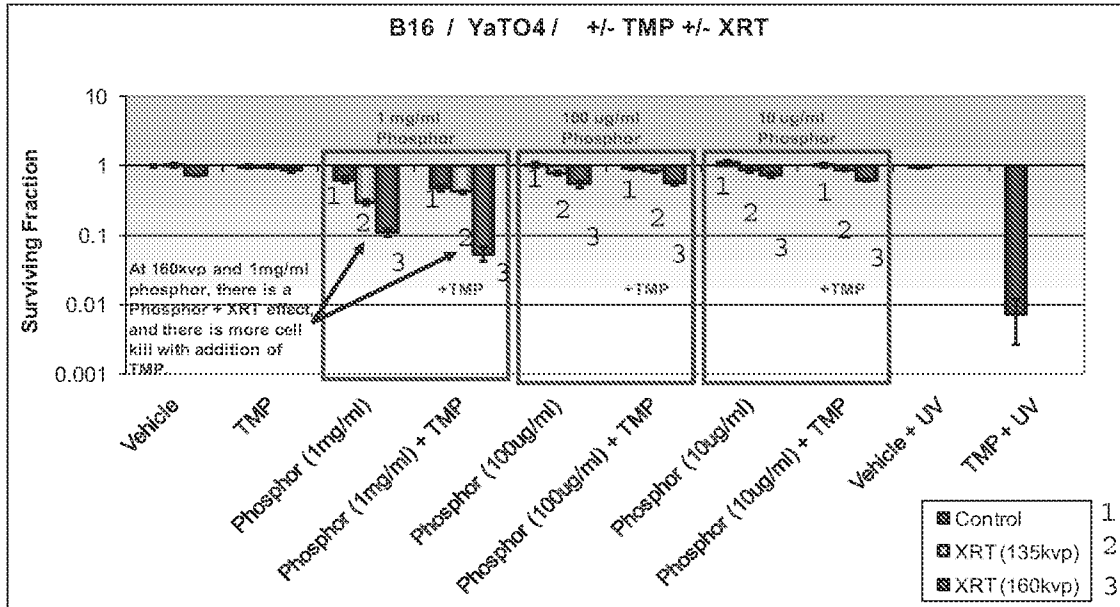 B16 / YaTO4 / +/- TMP +/- XRT
Surviving Fraction
10
1
0.1
0.01
0.001
1 mg/ml
Phosphor
100 ug/ml
Phosphor
10 ug/ml
Phosphor
1
2
3
1
2
3
1
2
3
1
2
3
1
2
3
1
2
3
+TMP
+TMP
+TMP
At 160kvp and 1mg/ml
phosphor, there is a
Phosphor + XRT effect,
and there is more cell
kill with addition of
TMP.
Vehicle
TMP
Phosphor (1mg/ml)
Phosphor (1mg/ml) + TMP
Phosphor (100ug/ml)
Phosphor (100ug/ml) + TMP
Phosphor (10ug/ml)
Phosphor (10ug/ml) + TMP
Vehicle + UV
TMP + UV
Control 1
XRT (135kvp) 2
XRT (160kvp) 3